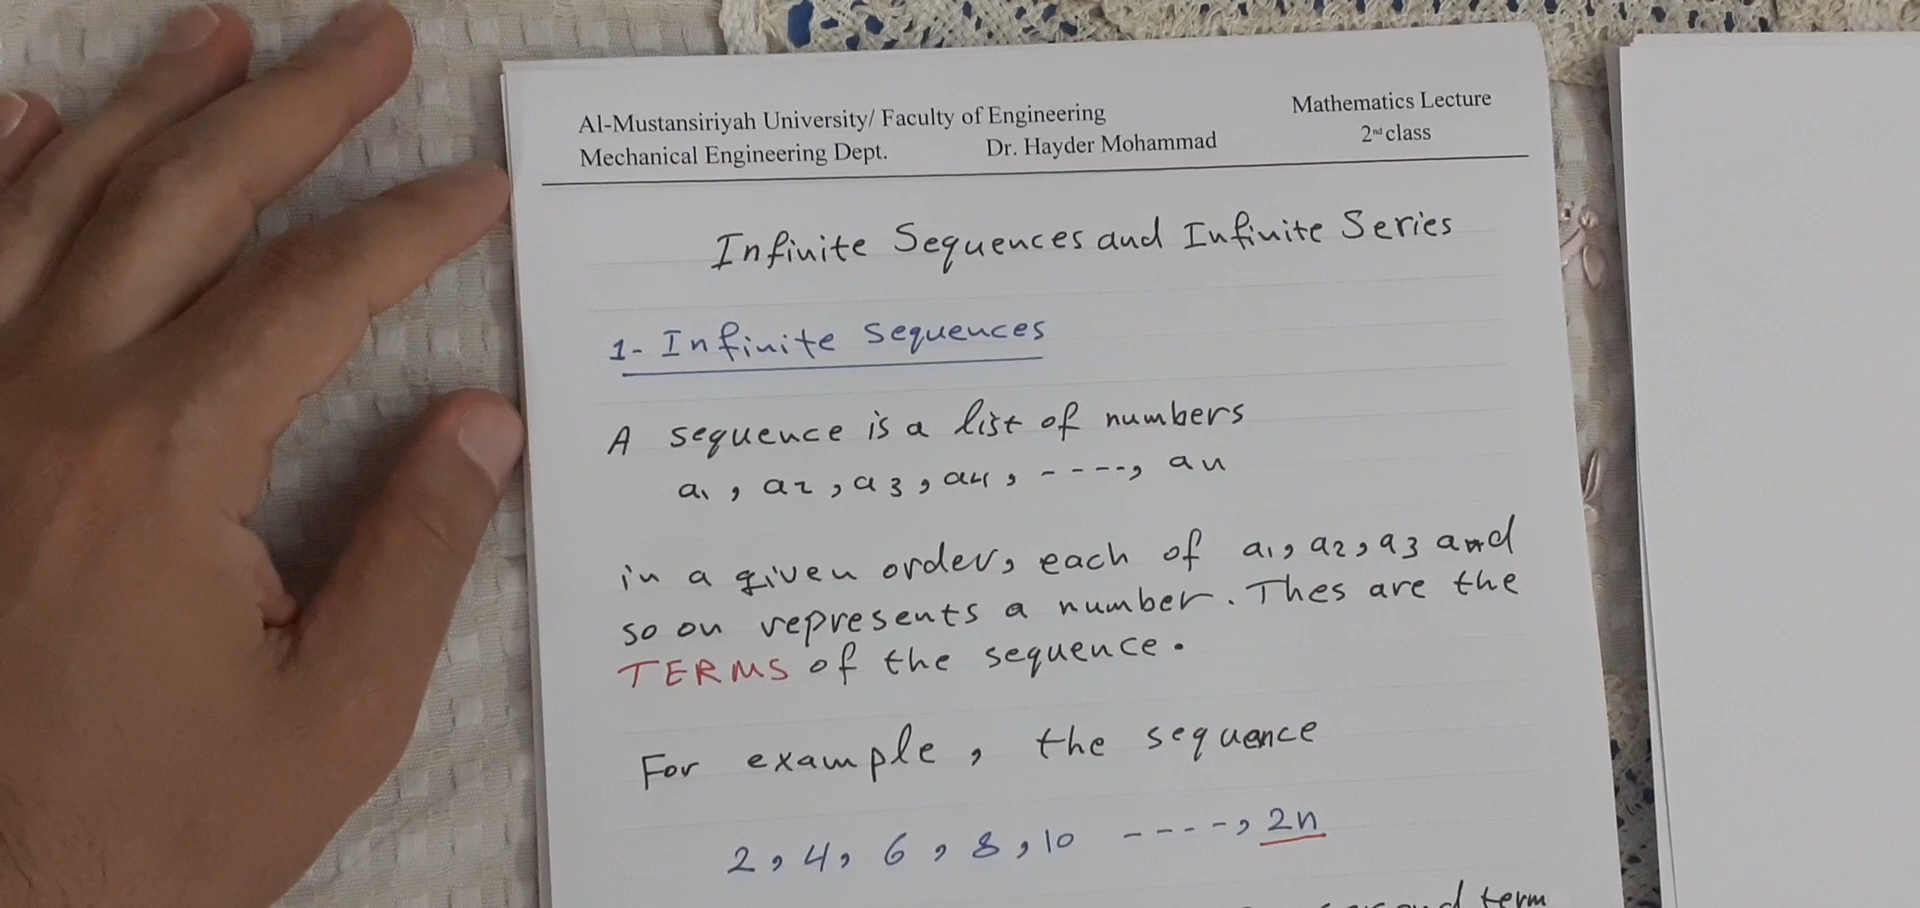 Al-Mustansiriyah University/ Faculty of Engineering
Mathematics Lecture
Mechanical Engineering Dept.
Dr. Hayder Mohammad
2nd class
Infinite Sequences and Infinite Series
1- Infinite Sequences
A sequence is a list of numbers
a1, a2, a3, a4, ----, an
in a given order, each of a1, a2, a3 and
so on represents a number. Thes are the
TERMS of the sequence.
For example, the sequence
2, 4, 6, 8, 10 ----, 2n
term